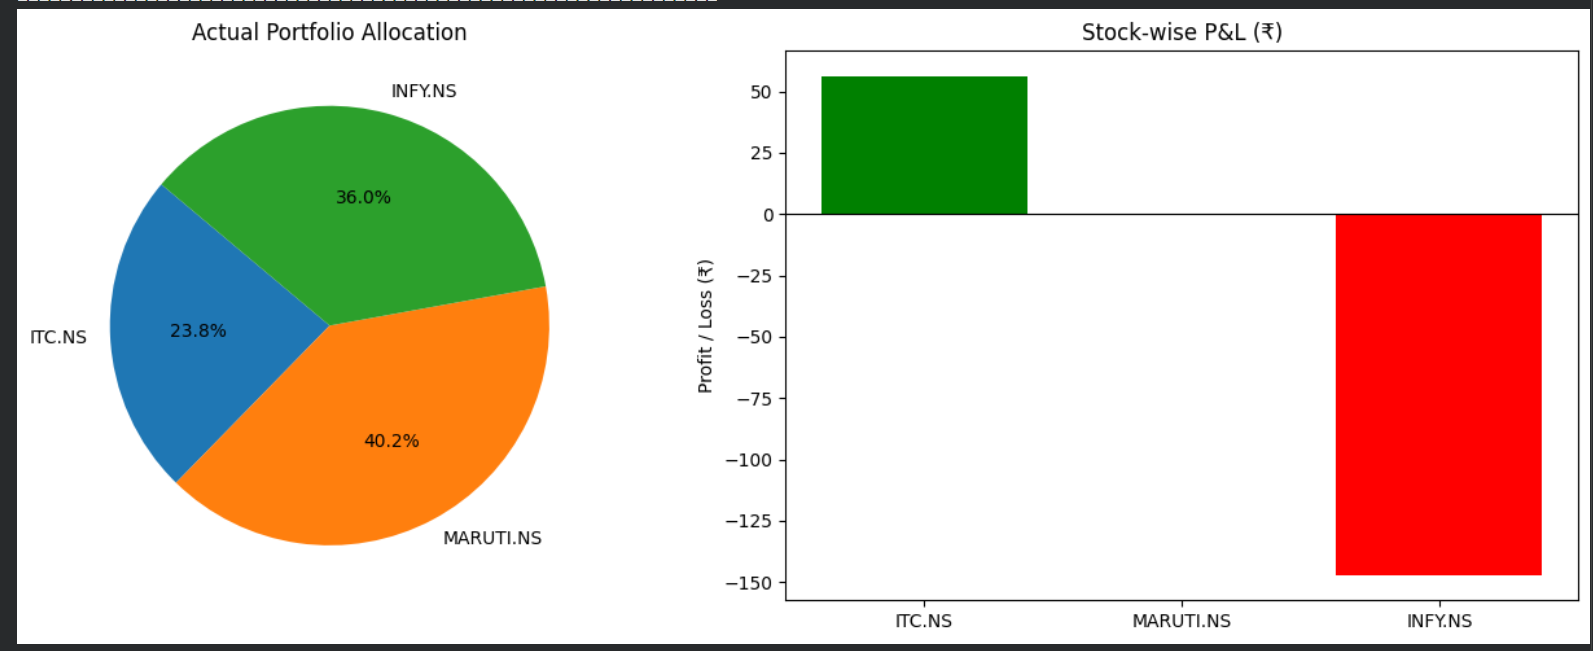 Actual Portfolio Allocation
INFY.NS
36.0%
ITC.NS
23.8%
40.2%
MARUTI.NS
Stock-wise P&L (₹)
Profit / Loss (₹)
50
25
0
−25
−50
−75
−100
−125
−150
ITC.NS
MARUTI.NS
INFY.NS